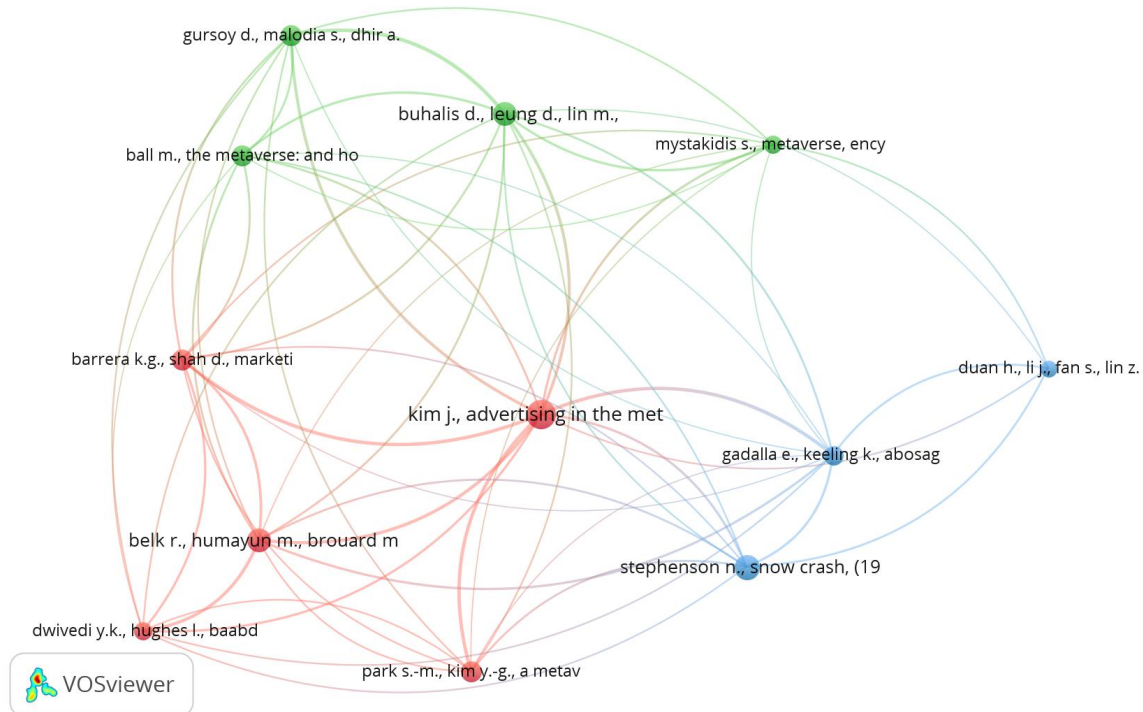 gursoy d., malodia s., dhir a.
buhalis d., leung d., lin m.,
mystakidis s., metaverse, ency
ball m., the metaverse: and ho
barrera k.g., shah d., marketi
duan h., li j., fan s., lin z.
kim j., advertising in the met
gadalla e., keeling k., abosag
belk r., humayun m., brouard m
stephenson n., snow crash, (19
dwivedi y.k., hughes l., baabd
park s.-m., kim y.-g., a metav
VOSviewer